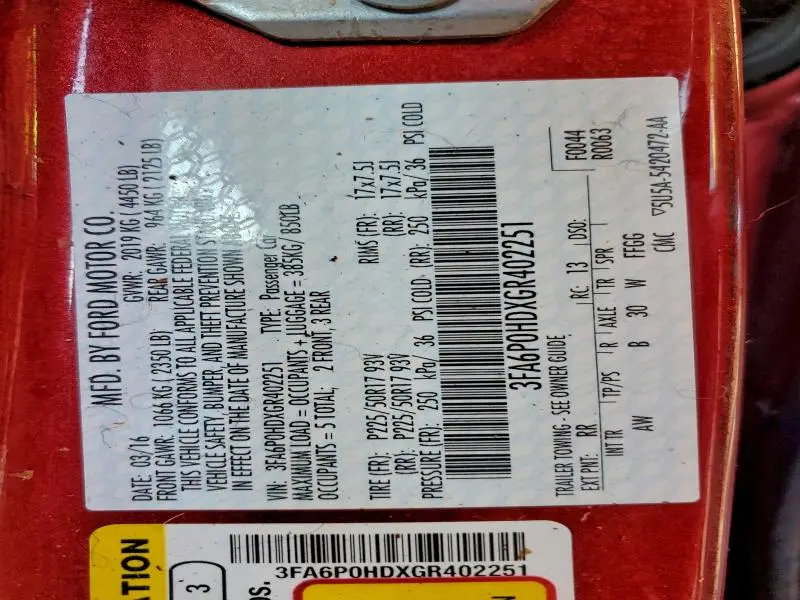 MFD. BY FORD MOTOR CO.
DATE: 03/16 GVWR: 2019 KG (4450 LB)
FRONT GAWR: 1066 KG (2350 LB) REAR GAWR: 964 KG (2125 LB)
THIS VEHICLE CONFORMS TO ALL APPLICABLE FEDERAL
VEHICLE SAFETY, BUMPER, AND THEFT PREVENTION
IN EFFECT ON THE DATE OF MANUFACTURE SHOWN
VIN: 3FA6P0HDXGR402251 TYPE: Passenger Car
MAXIMUM LOAD = OCCUPANTS + LUGGAGE = 385KG/ 850LB
OCCUPANTS = 5 TOTAL; 2 FRONT, 3 REAR
TIRE (FR): P225/50R17 93V RIMS (FR): 17x7.5J
(RR): P225/50R17 93V (RR): 17x7.5J
PRESSURE (FR): 250 kPa/ 36 PSI COLD (RR): 250 kPa/ 36 PSI COLD
3FA6P0HDXGR402251
TRAILER TOWING - SEE OWNER GUIDE F0044
R0063
EXT PNT: RR RC: 13 DSO:
INT TR TP/PS R AXLE TR SPR
AW B 30 W FFGG
CMC ▽5U5A-5420472-AA
3
3FA6P0HDXGR402251